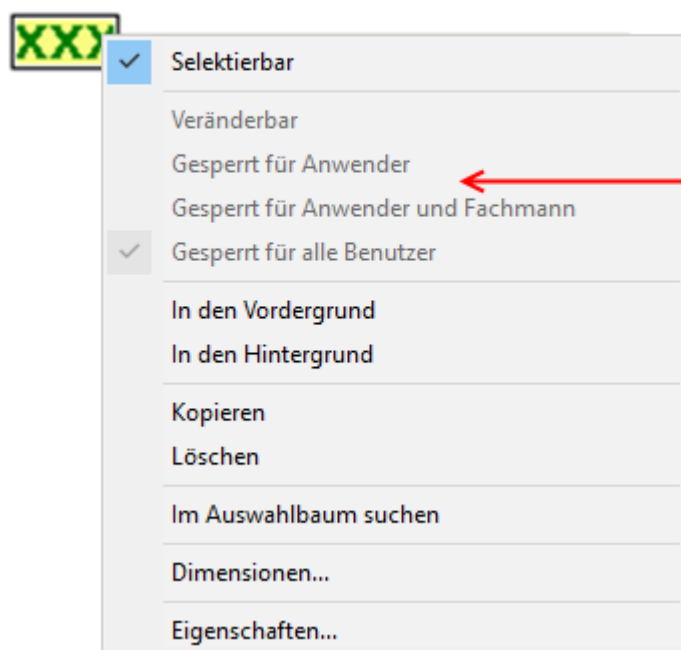 XXX
Selektierbar
Veränderbar
Gesperrt für Anwender
Gesperrt für Anwender und Fachmann
Gesperrt für alle Benutzer
In den Vordergrund
In den Hintergrund
Kopieren
Löschen
Im Auswahlbaum suchen
Dimensionen...
Eigenschaften...